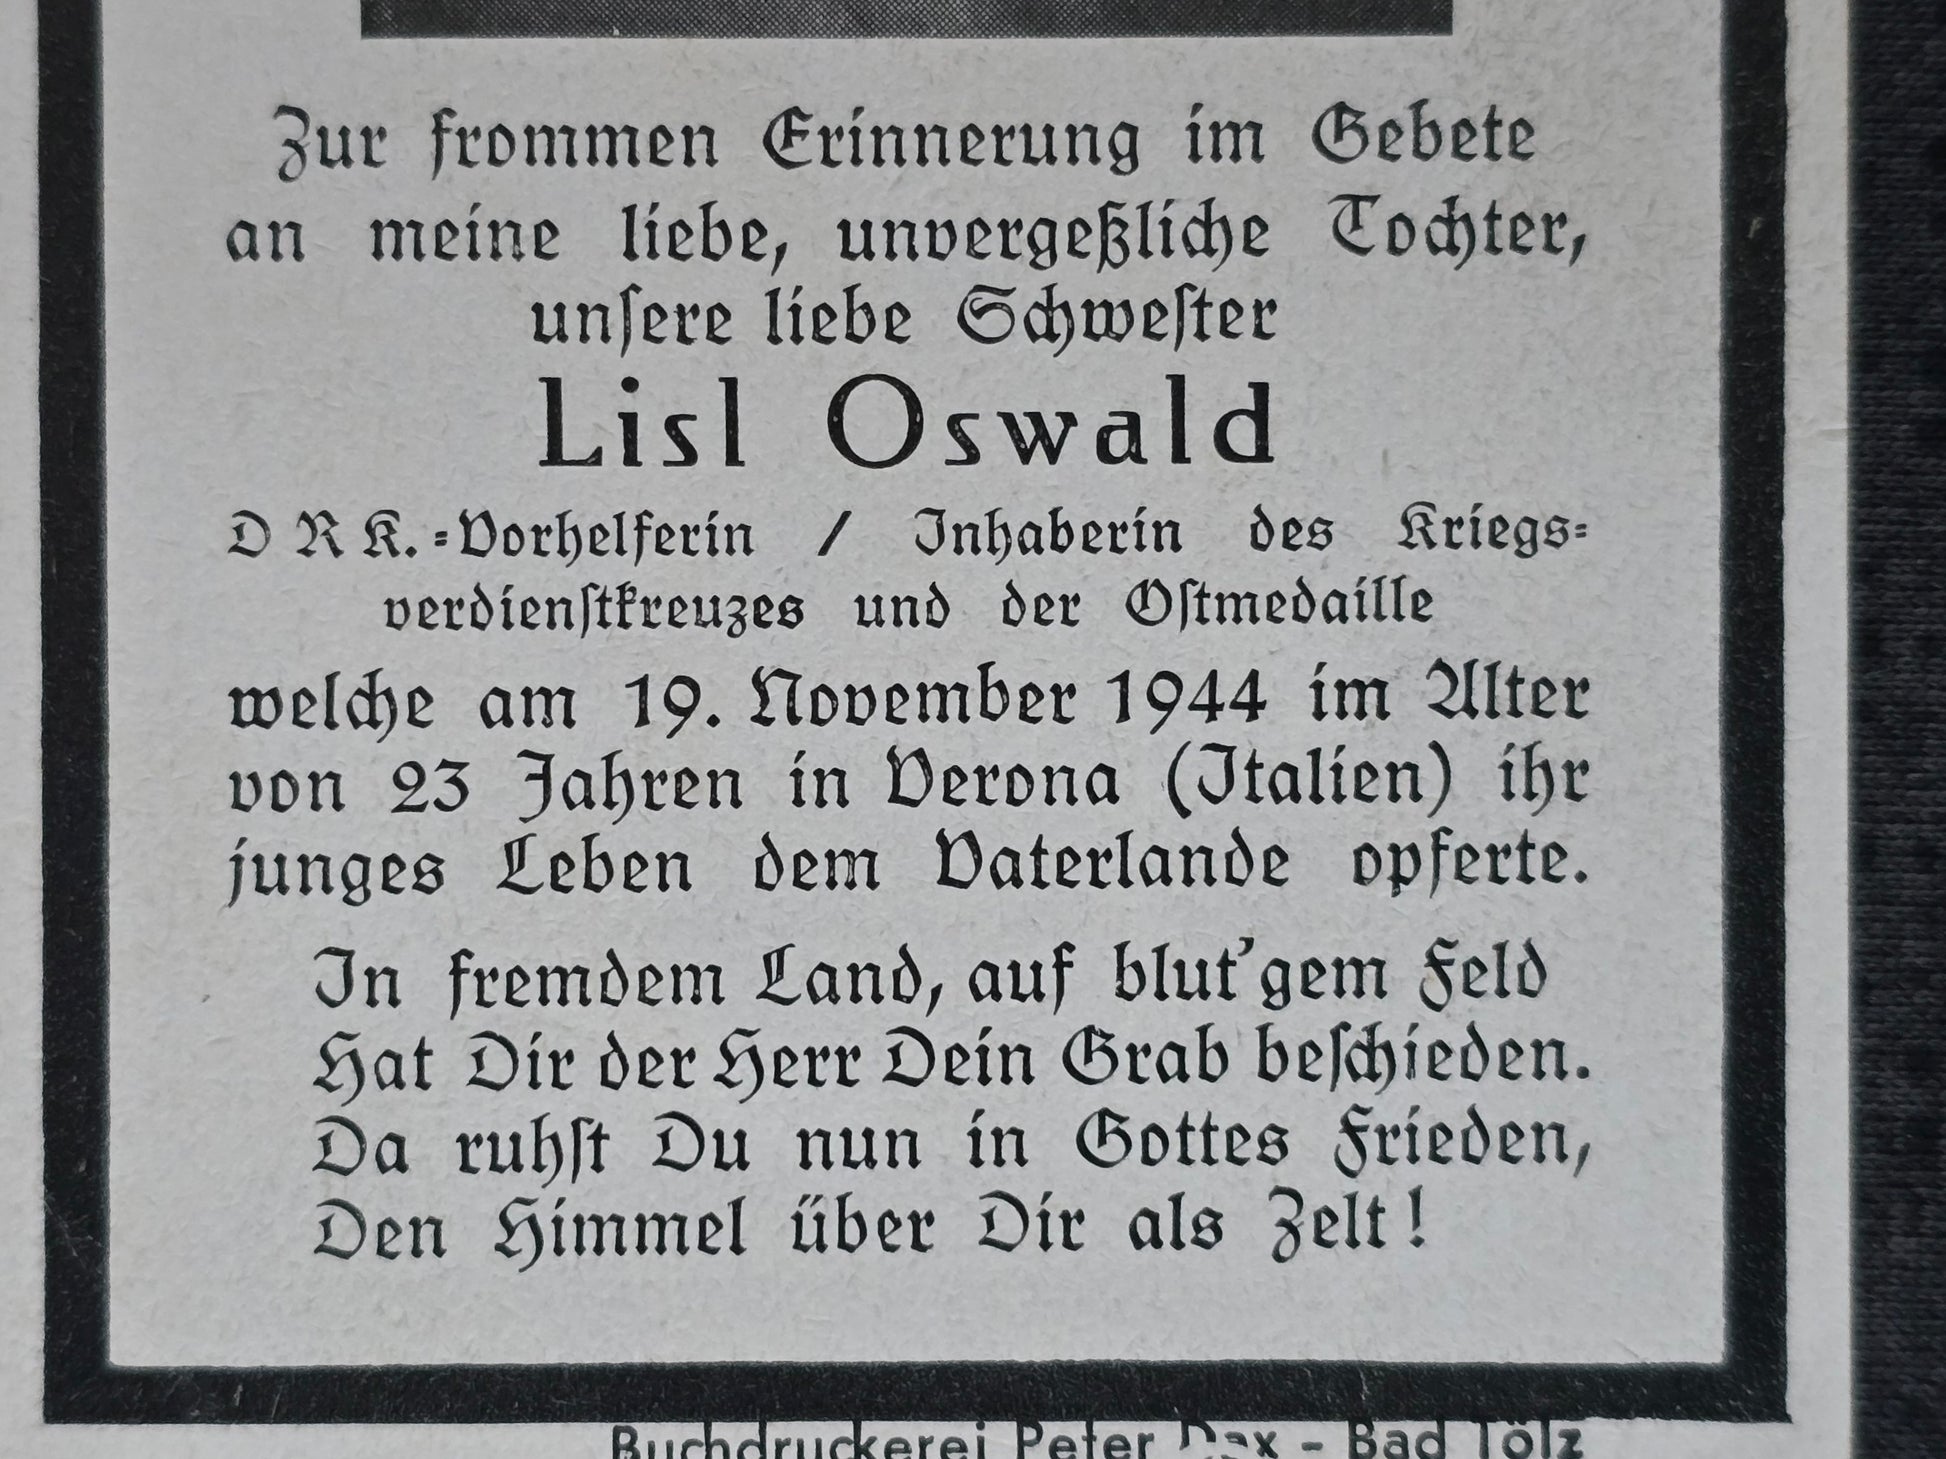 Zur frommen Erinnerung im Gebete
an meine liebe, unvergeßliche Tochter,
unsere liebe Schwester
Lisl Oswald
D R K.=Vorhelferin / Inhaberin des Kriegs=
verdienstkreuzes und der Ostmedaille
welche am 19. November 1944 im Alter
von 23 Jahren in Verona (Italien) ihr
junges Leben dem Vaterlande opferte.
In fremdem Land, auf blut'gem Feld
Hat Dir der Herr Dein Grab beschieden.
Da ruhst Du nun in Gottes Frieden,
Den Himmel über Dir als Zelt!
Buchdruckerei Peter Dax - Bad Tölz